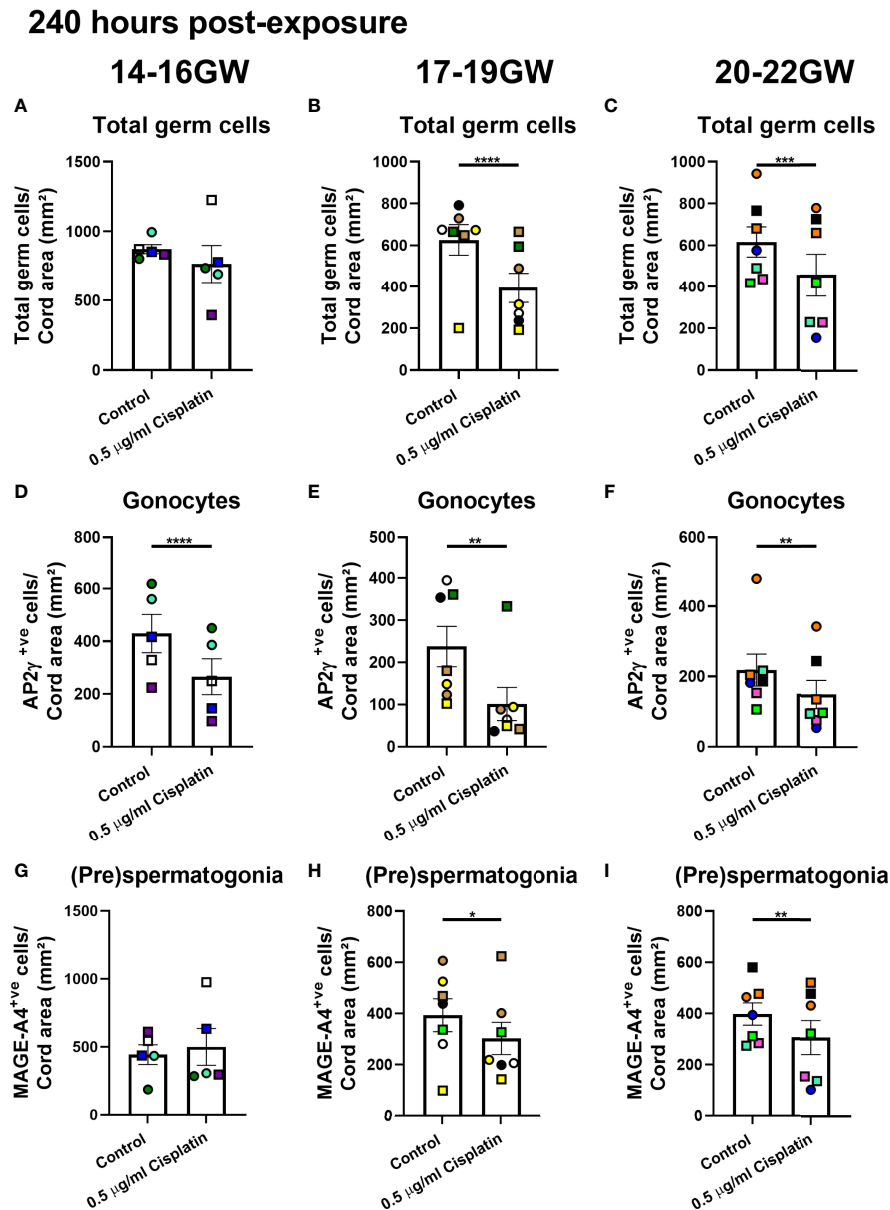 240 hours post-exposure
14-16GW
17-19GW
20-22GW
A
Total germ cells
Total germ cells/
Cord area (mm²)
1500
1000
500
0
Control
0.5 μg/ml Cisplatin
B
Total germ cells
Total germ cells/
Cord area (mm²)
1000
800
600
400
200
0
****
Control
0.5 μg/ml Cisplatin
C
Total germ cells
Total germ cells/
Cord area (mm²)
1000
800
600
400
200
0
***
Control
0.5 μg/ml Cisplatin
D
Gonocytes
AP2γ +ve cells/
Cord area (mm²)
800
600
400
200
0
****
Control
0.5 μg/ml Cisplatin
E
Gonocytes
AP2γ +ve cells/
Cord area (mm²)
500
400
300
200
100
0
**
Control
0.5 μg/ml Cisplatin
F
Gonocytes
AP2γ +ve cells/
Cord area (mm²)
600
400
200
0
**
Control
0.5 μg/ml Cisplatin
G
(Pre)spermatogonia
MAGE-A4+ve cells/
Cord area (mm²)
1500
1000
500
0
Control
0.5 μg/ml Cisplatin
H
(Pre)spermatogonia
MAGE-A4+ve cells/
Cord area (mm²)
800
600
400
200
0
*
Control
0.5 μg/ml Cisplatin
I
(Pre)spermatogonia
MAGE-A4+ve cells/
Cord area (mm²)
800
600
400
200
0
**
Control
0.5 μg/ml Cisplatin